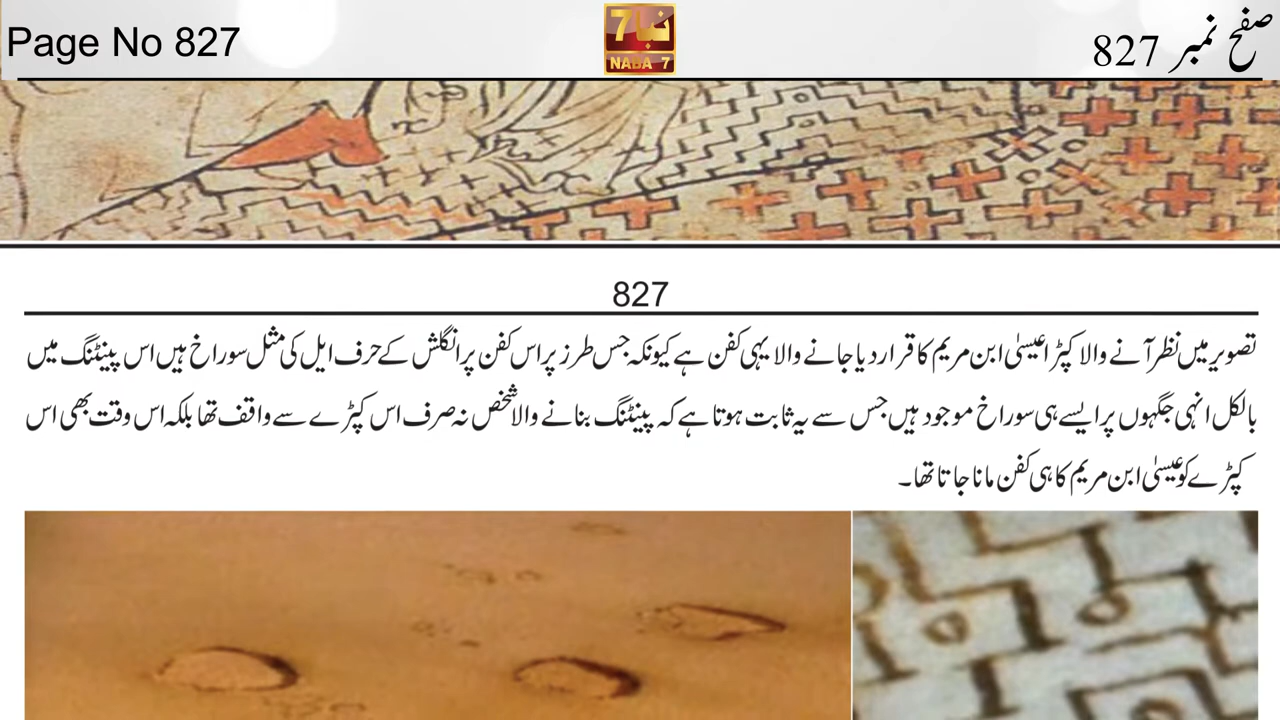 Page No 827
نبا 7
NABA 7
صفحہ نمبر 827
827
تصویر میں نظر آنے والا کپڑا عیسیٰ ابن مریم کا قرار دیا جانے والا یہی کفن ہے کیونکہ جس طرز پر اس کفن پر انگلش کے حرف ایل کی مثل سوراخ ہیں اس پینٹنگ میں
بالکل انہی جگہوں پر ایسے ہی سوراخ موجود ہیں جس سے یہ ثابت ہوتا ہے کہ پینٹنگ بنانے والا شخص نہ صرف اس کپڑے سے واقف تھا بلکہ اس وقت بھی اس
کپڑے کو عیسیٰ ابن مریم کا ہی کفن مانا جاتا تھا۔